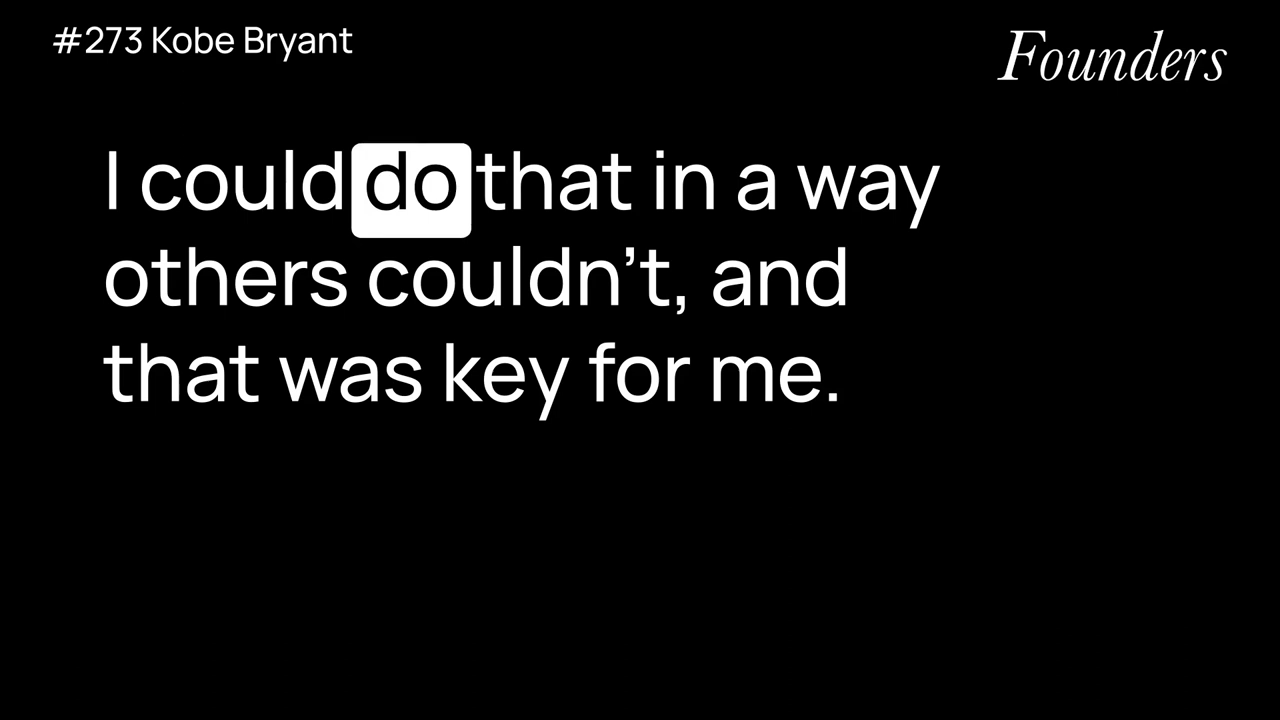 #273 Kobe Bryant
Founders
I could do that in a way
others couldn’t, and
that was key for me.